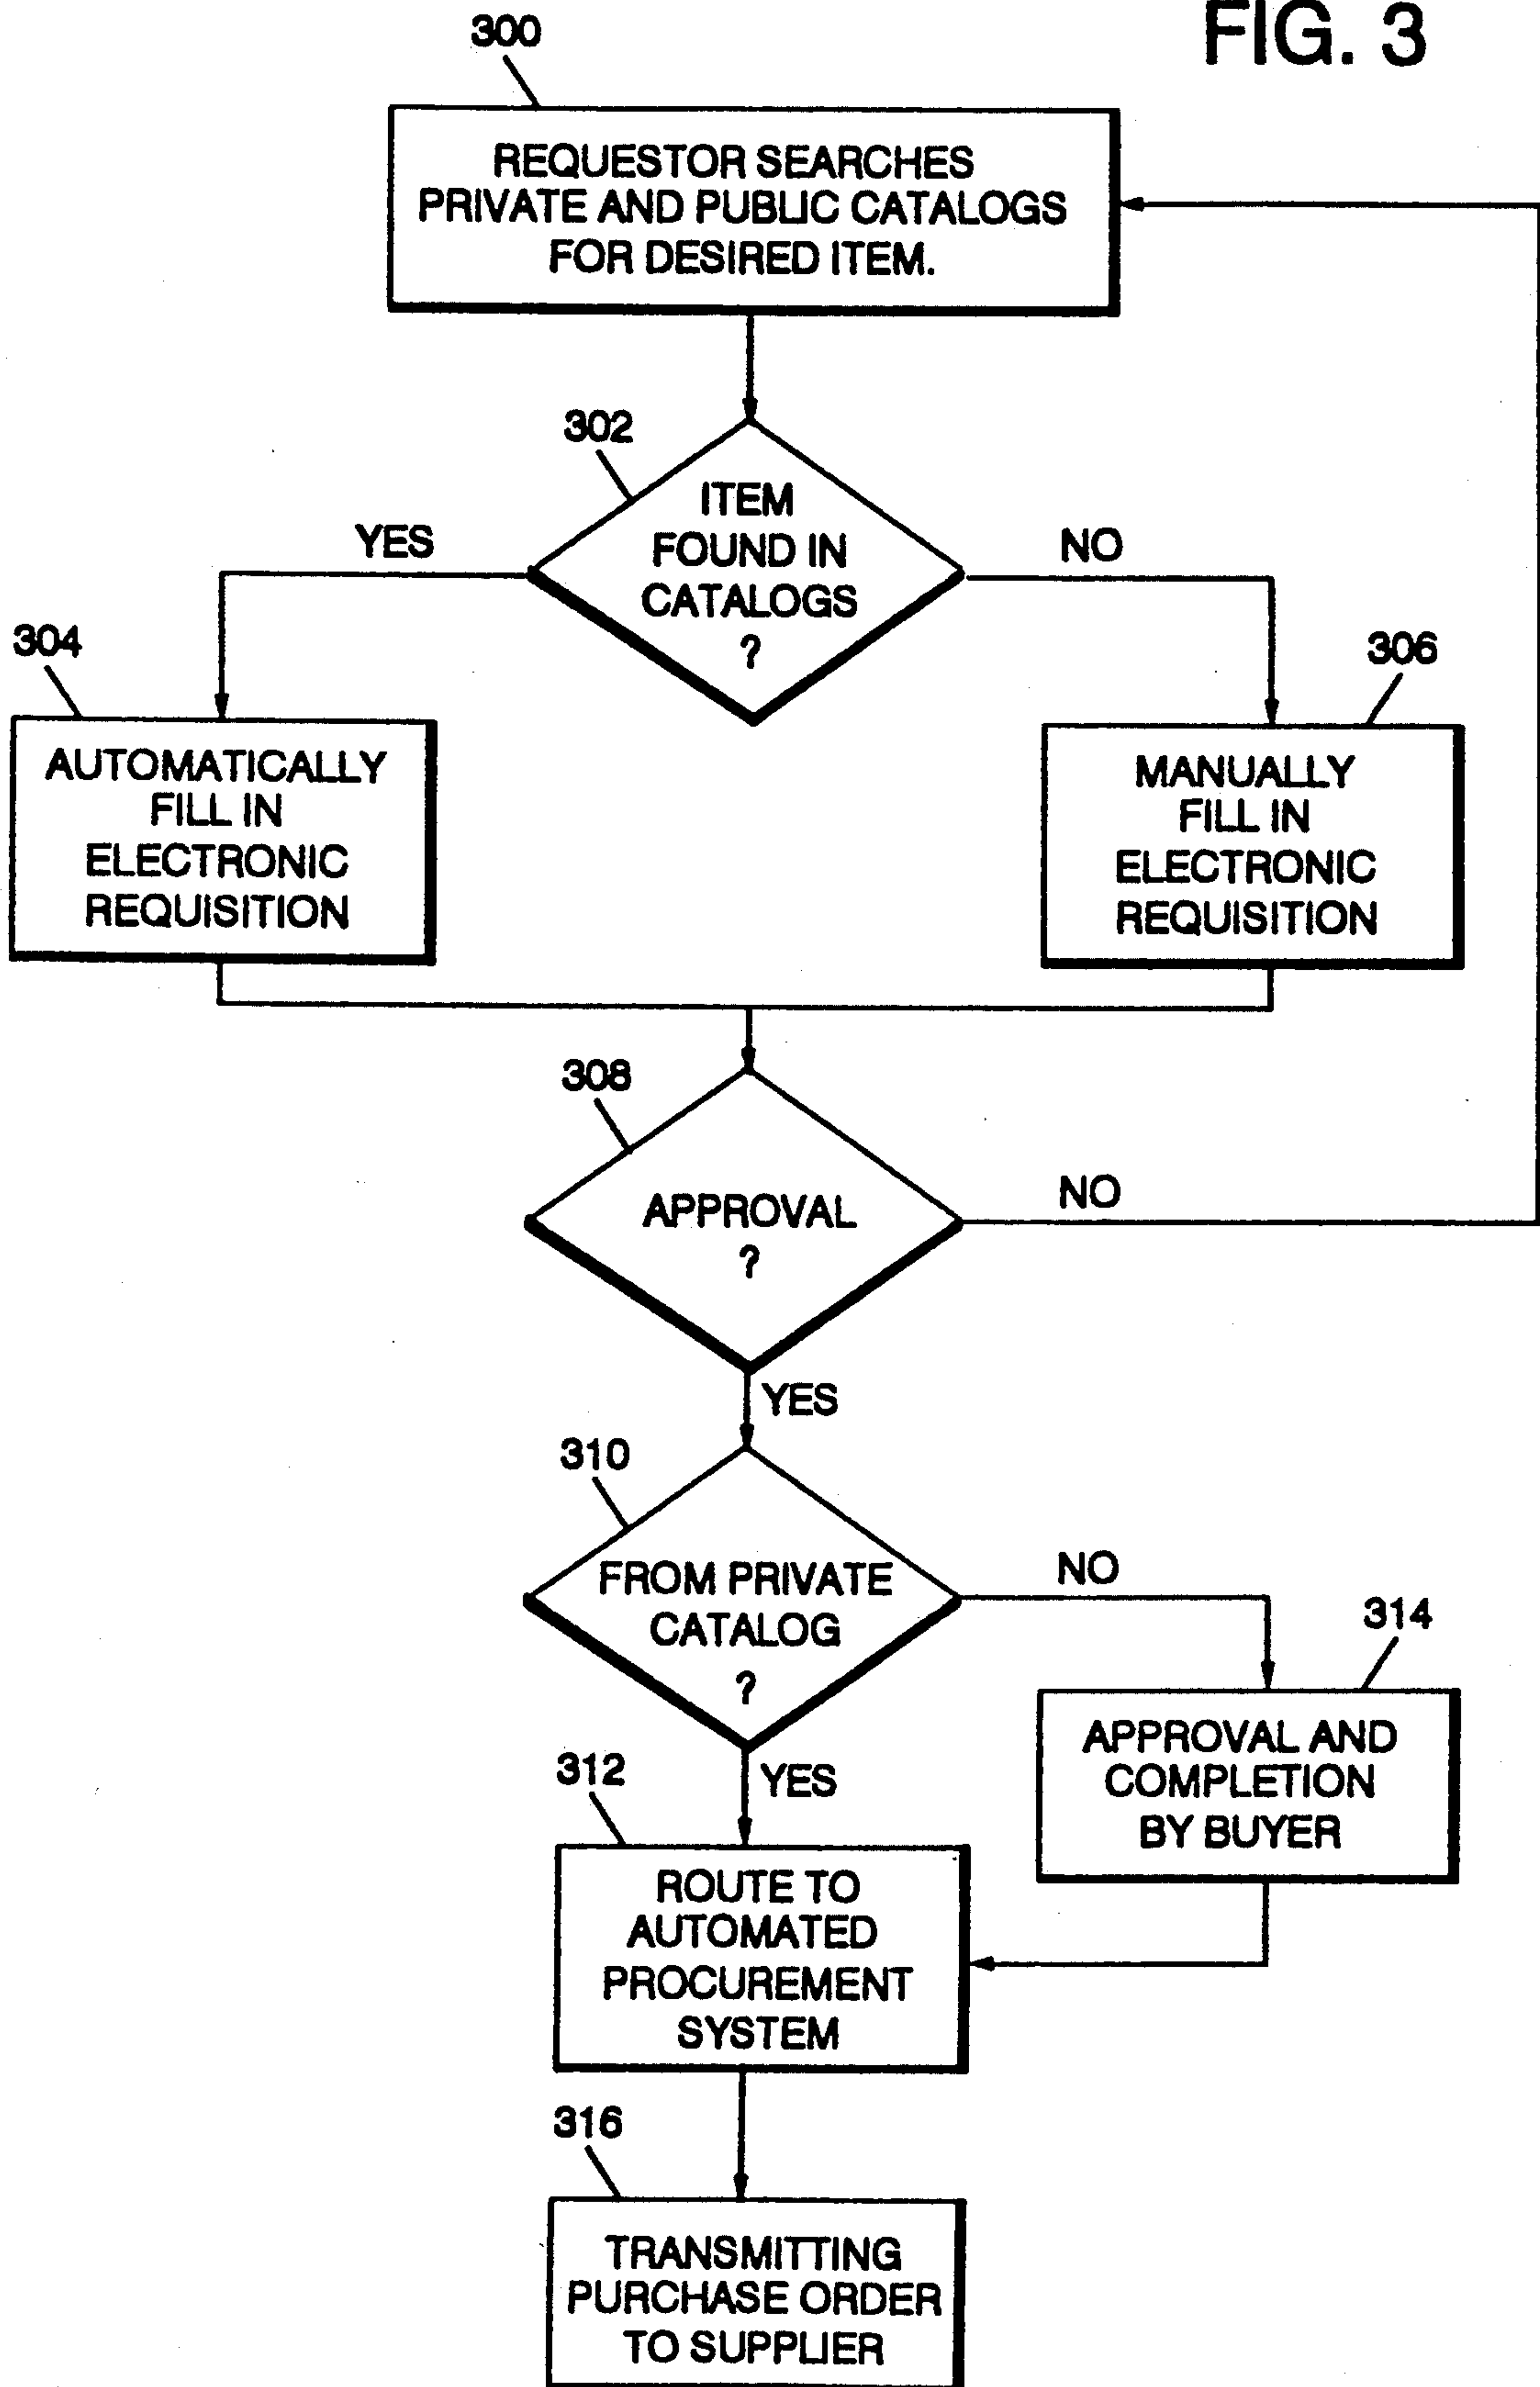 FIG. 3
300
REQUESTOR SEARCHES
PRIVATE AND PUBLIC CATALOGS
FOR DESIRED ITEM.
302
ITEM
FOUND IN
CATALOGS
?
YES
NO
304
AUTOMATICALLY
FILL IN
ELECTRONIC
REQUISITION
306
MANUALLY
FILL IN
ELECTRONIC
REQUISITION
308
APPROVAL
?
NO
YES
310
FROM PRIVATE
CATALOG
?
NO
YES
314
APPROVAL AND
COMPLETION
BY BUYER
312
ROUTE TO
AUTOMATED
PROCUREMENT
SYSTEM
316
TRANSMITTING
PURCHASE ORDER
TO SUPPLIER